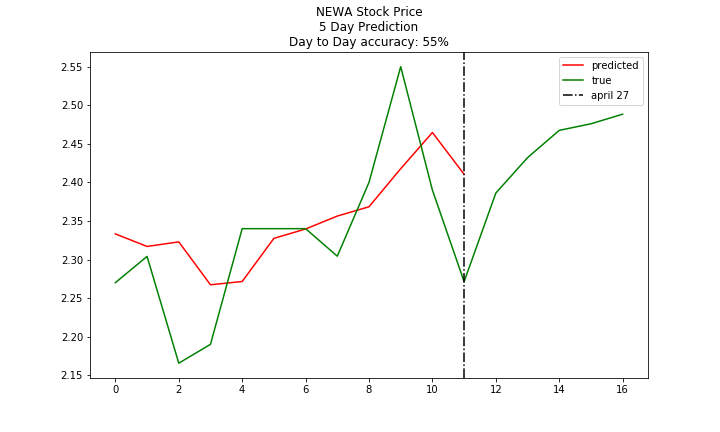 NEWA Stock Price
5 Day Prediction
Day to Day accuracy: 55%
predicted
true
april 27
2.55
2.50
2.45
2.40
2.35
2.30
2.25
2.20
2.15
0 2 4 6 8 10 12 14 16